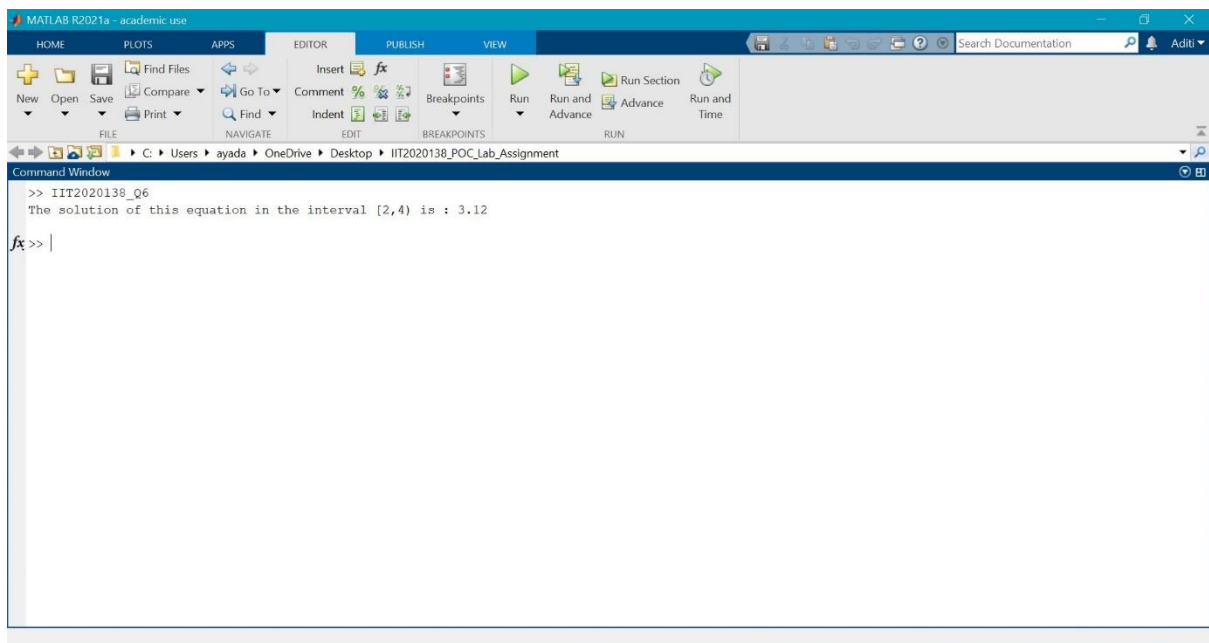 MATLAB R2021a - academic use
HOME PLOTS APPS EDITOR PUBLISH VIEW Search Documentation Aditi
New Open Save Find Files Compare Print
Go To Find
Insert fx Comment Indent
Breakpoints
Run
Run and Advance
Run Section Advance
Run and Time
FILE NAVIGATE EDIT BREAKPOINTS RUN
C: Users ayada OneDrive Desktop IIT2020138_POC_Lab_Assignment
Command Window
>> IIT2020138_Q6
The solution of this equation in the interval [2,4) is : 3.12
fx >>